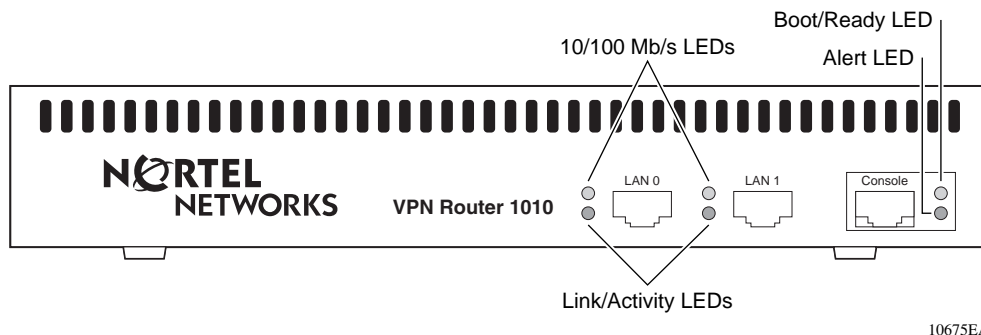 Boot/Ready LED
10/100 Mb/s LEDs
Alert LED
NORTEL
NETWORKS
VPN Router 1010
LAN 0
LAN 1
Console
Link/Activity LEDs